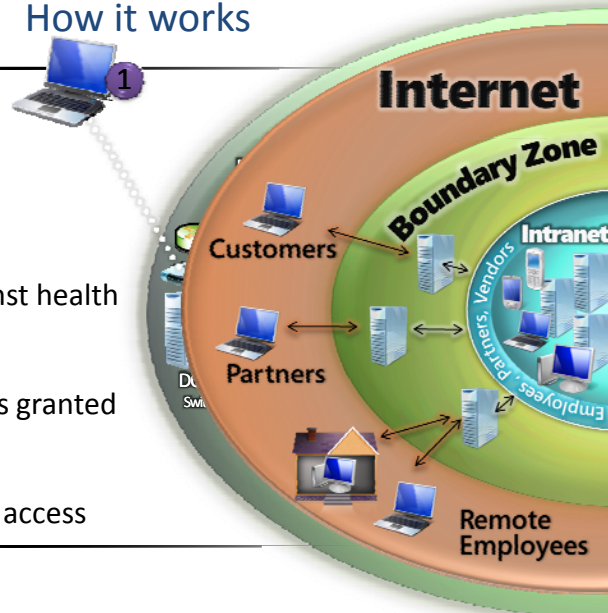 How it works
1
Internet
Boundary Zone
Intranet
Customers
nst health
Partners
s granted
access
Employees, Partners, Vendors
Remote
Employees